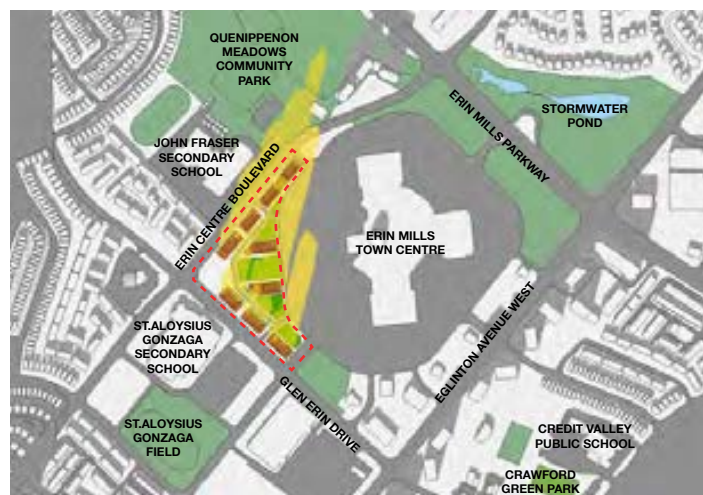 QUENIPPENON
MEADOWS
COMMUNITY
PARK
ERIN MILLS PARKWAY
STORMWATER
POND
JOHN FRASER
SECONDARY
SCHOOL
ERIN CENTRE BOULEVARD
ERIN MILLS
TOWN CENTRE
ST.ALOYSIUS
GONZAGA
SECONDARY
SCHOOL
EGLINTON AVENUE WEST
GLEN ERIN DRIVE
ST.ALOYSIUS
GONZAGA
FIELD
CREDIT VALLEY
PUBLIC SCHOOL
CRAWFORD
GREEN PARK